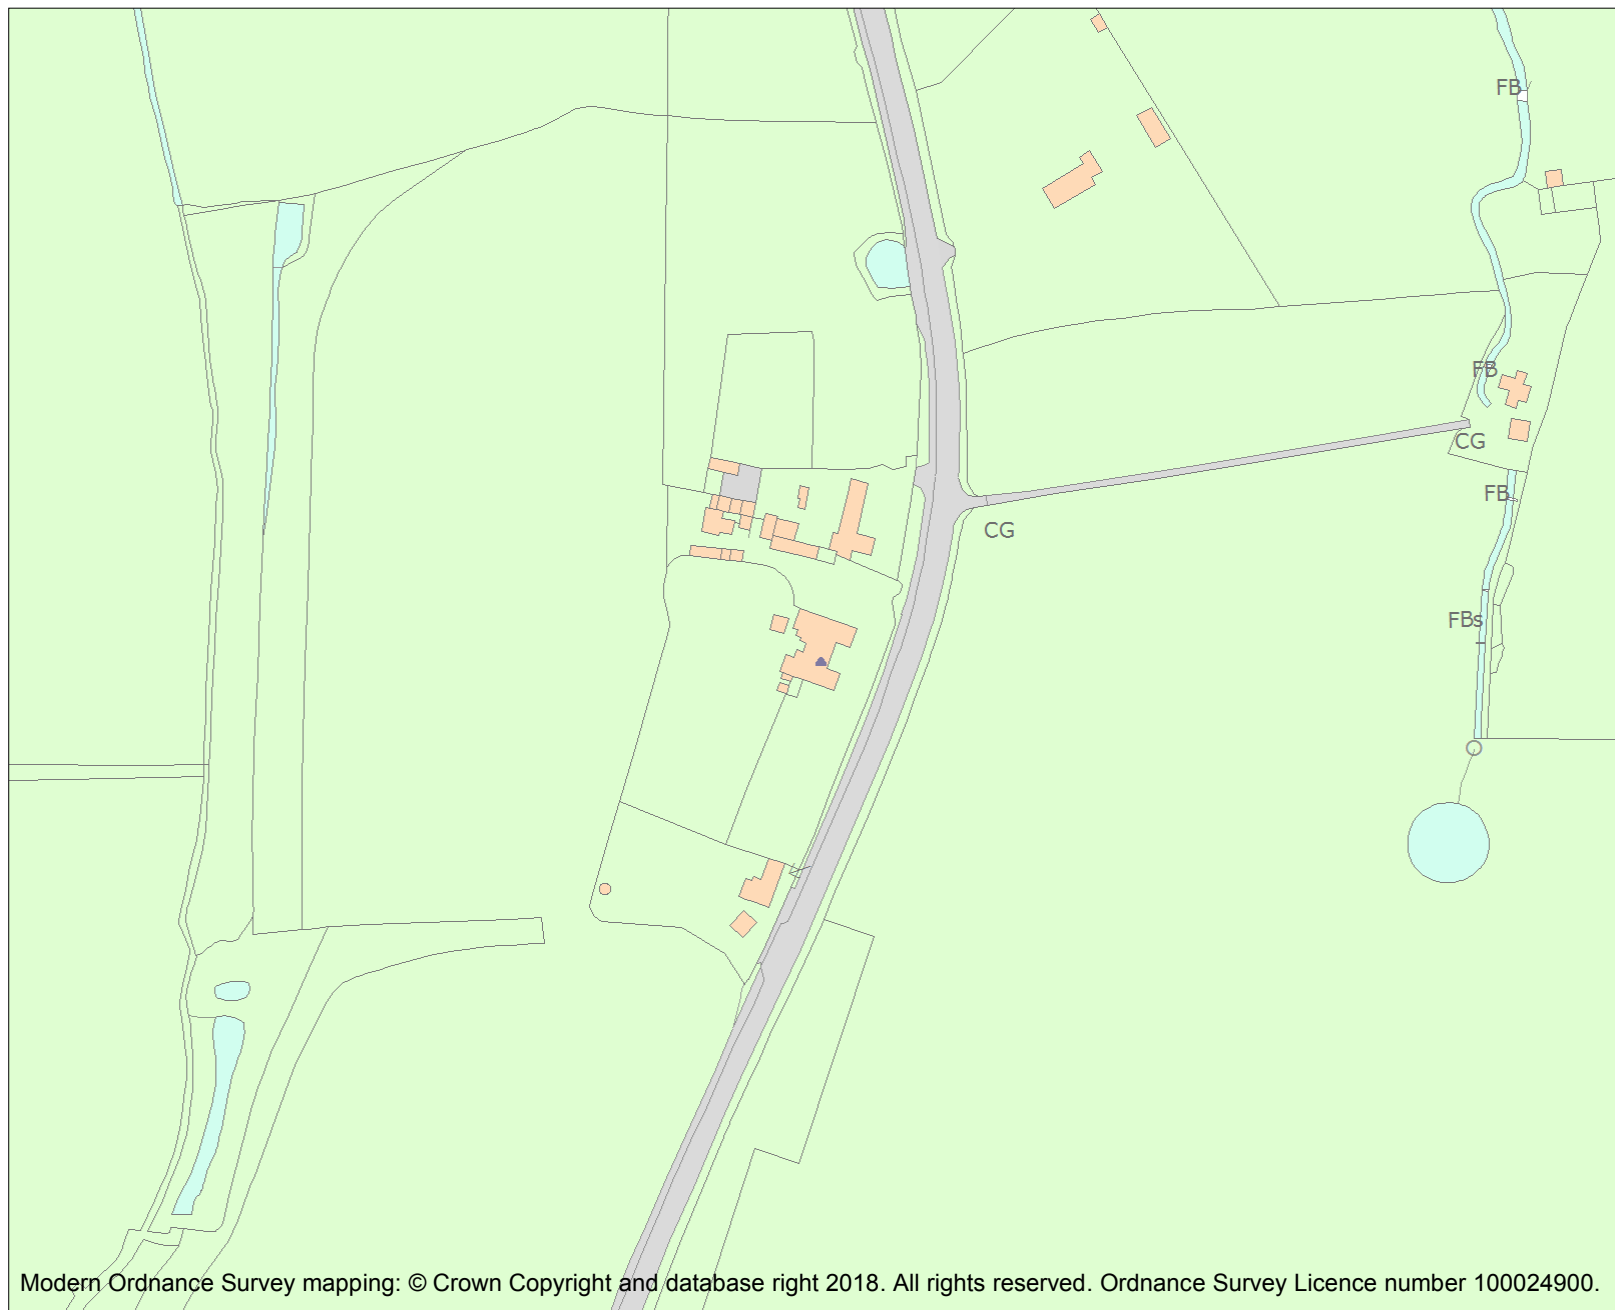 FB
FB
CG
FB
CG
FBs
Modern Ordnance Survey mapping: © Crown Copyright and database right 2018. All rights reserved. Ordnance Survey Licence number 100024900.